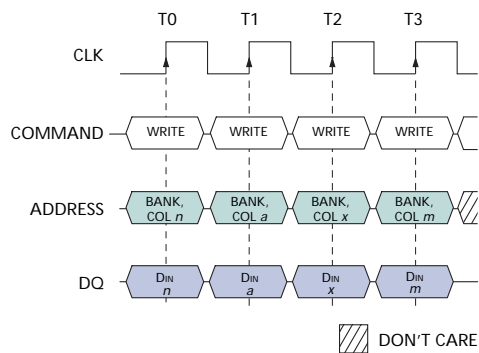 T0 T1 T2 T3
CLK
COMMAND WRITE WRITE WRITE WRITE
ADDRESS BANK, COL n BANK, COL a BANK, COL x BANK, COL m
DQ DIN n DIN a DIN x DIN m
DON'T CARE